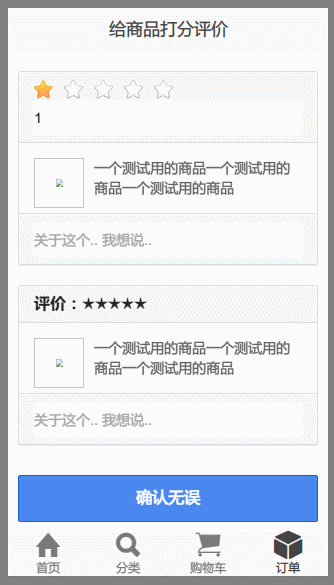 给商品打分评价
1
一个测试用的商品一个测试用的
商品一个测试用的商品
关于这个.. 我想说..
评价：★★★★★
一个测试用的商品一个测试用的
商品一个测试用的商品
关于这个.. 我想说..
确认无误
首页 分类 购物车 订单